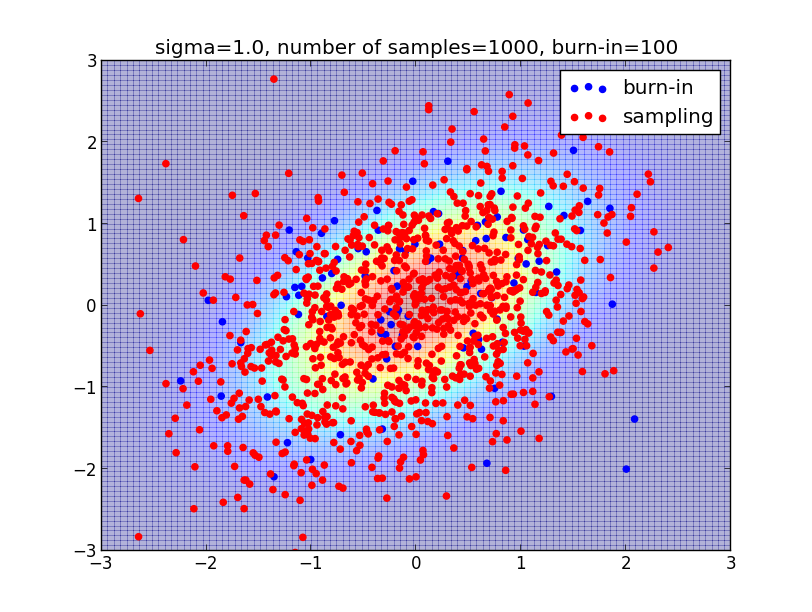 sigma=1.0, number of samples=1000, burn-in=100
burn-in
sampling
3
2
1
0
−1
−2
−3
−3 −2 −1 0 1 2 3